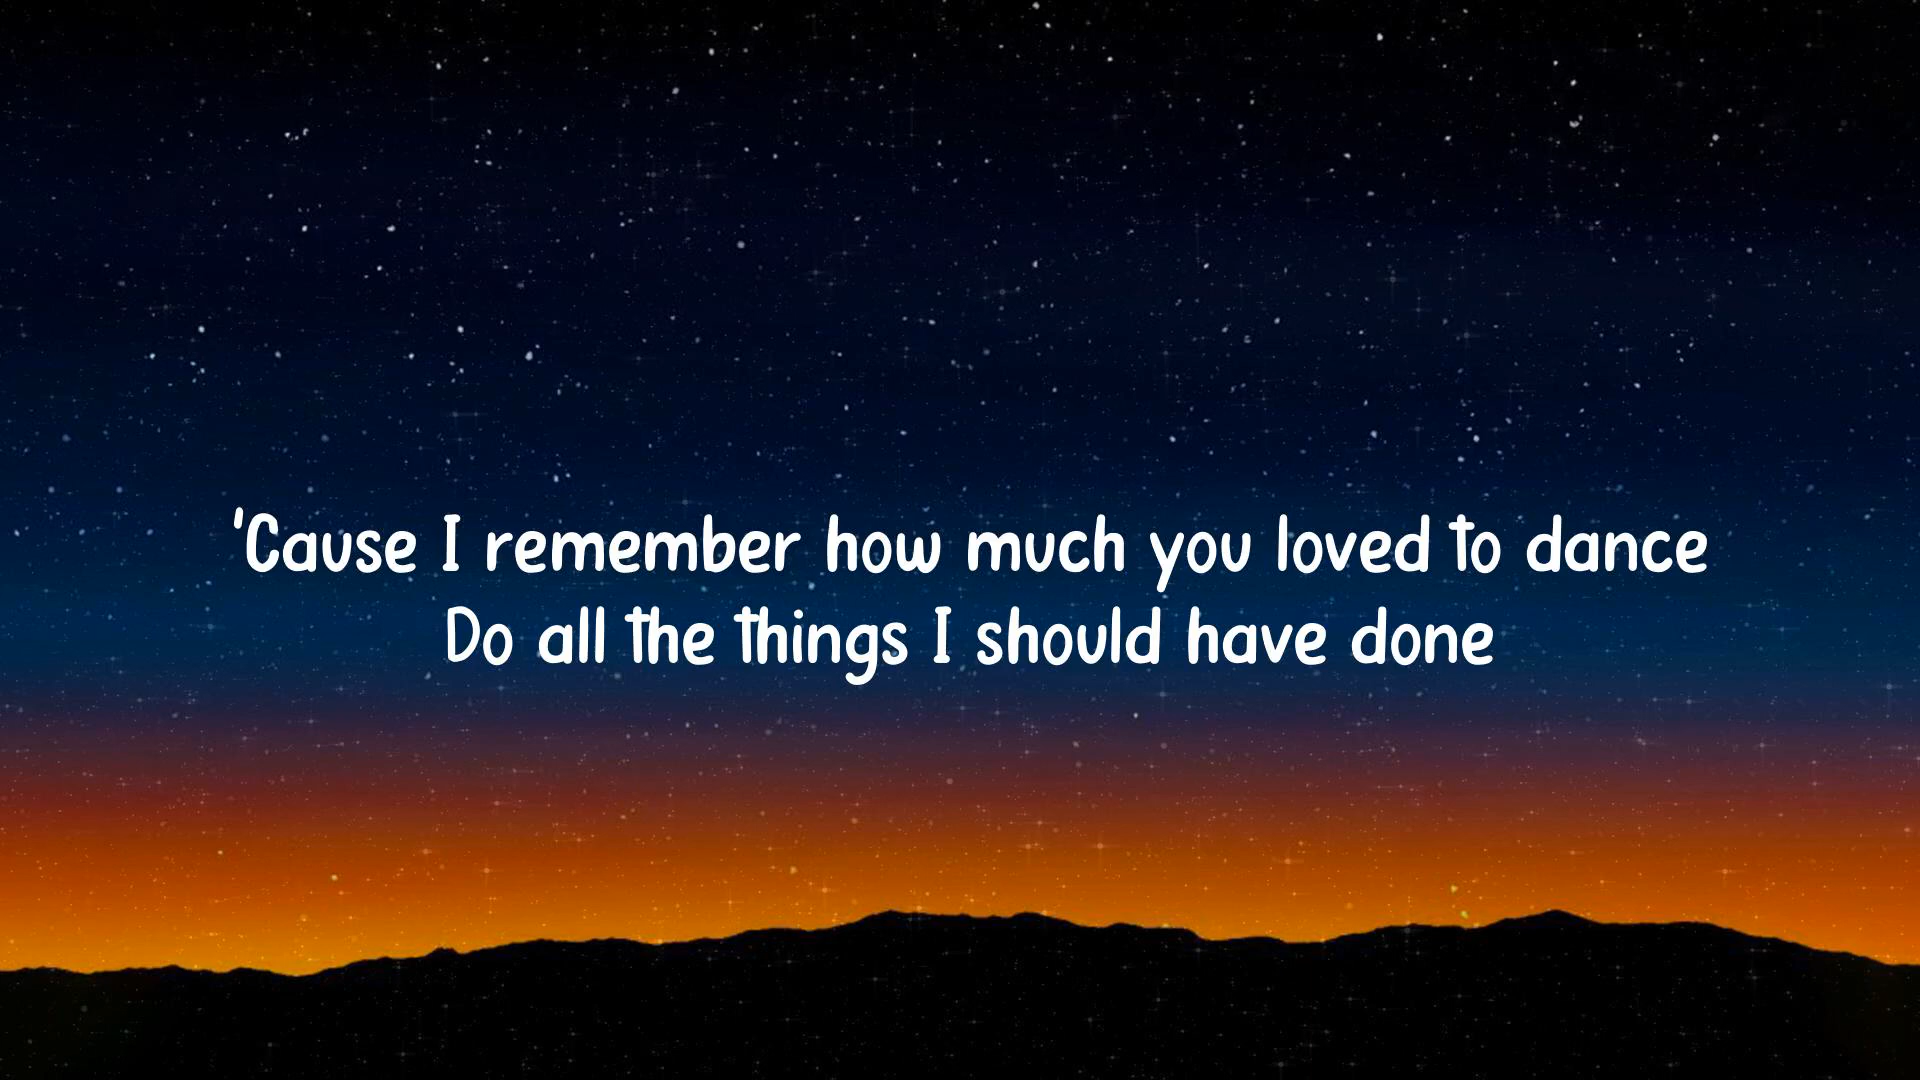 'Cause I remember how much you loved to dance
Do all the things I should have done